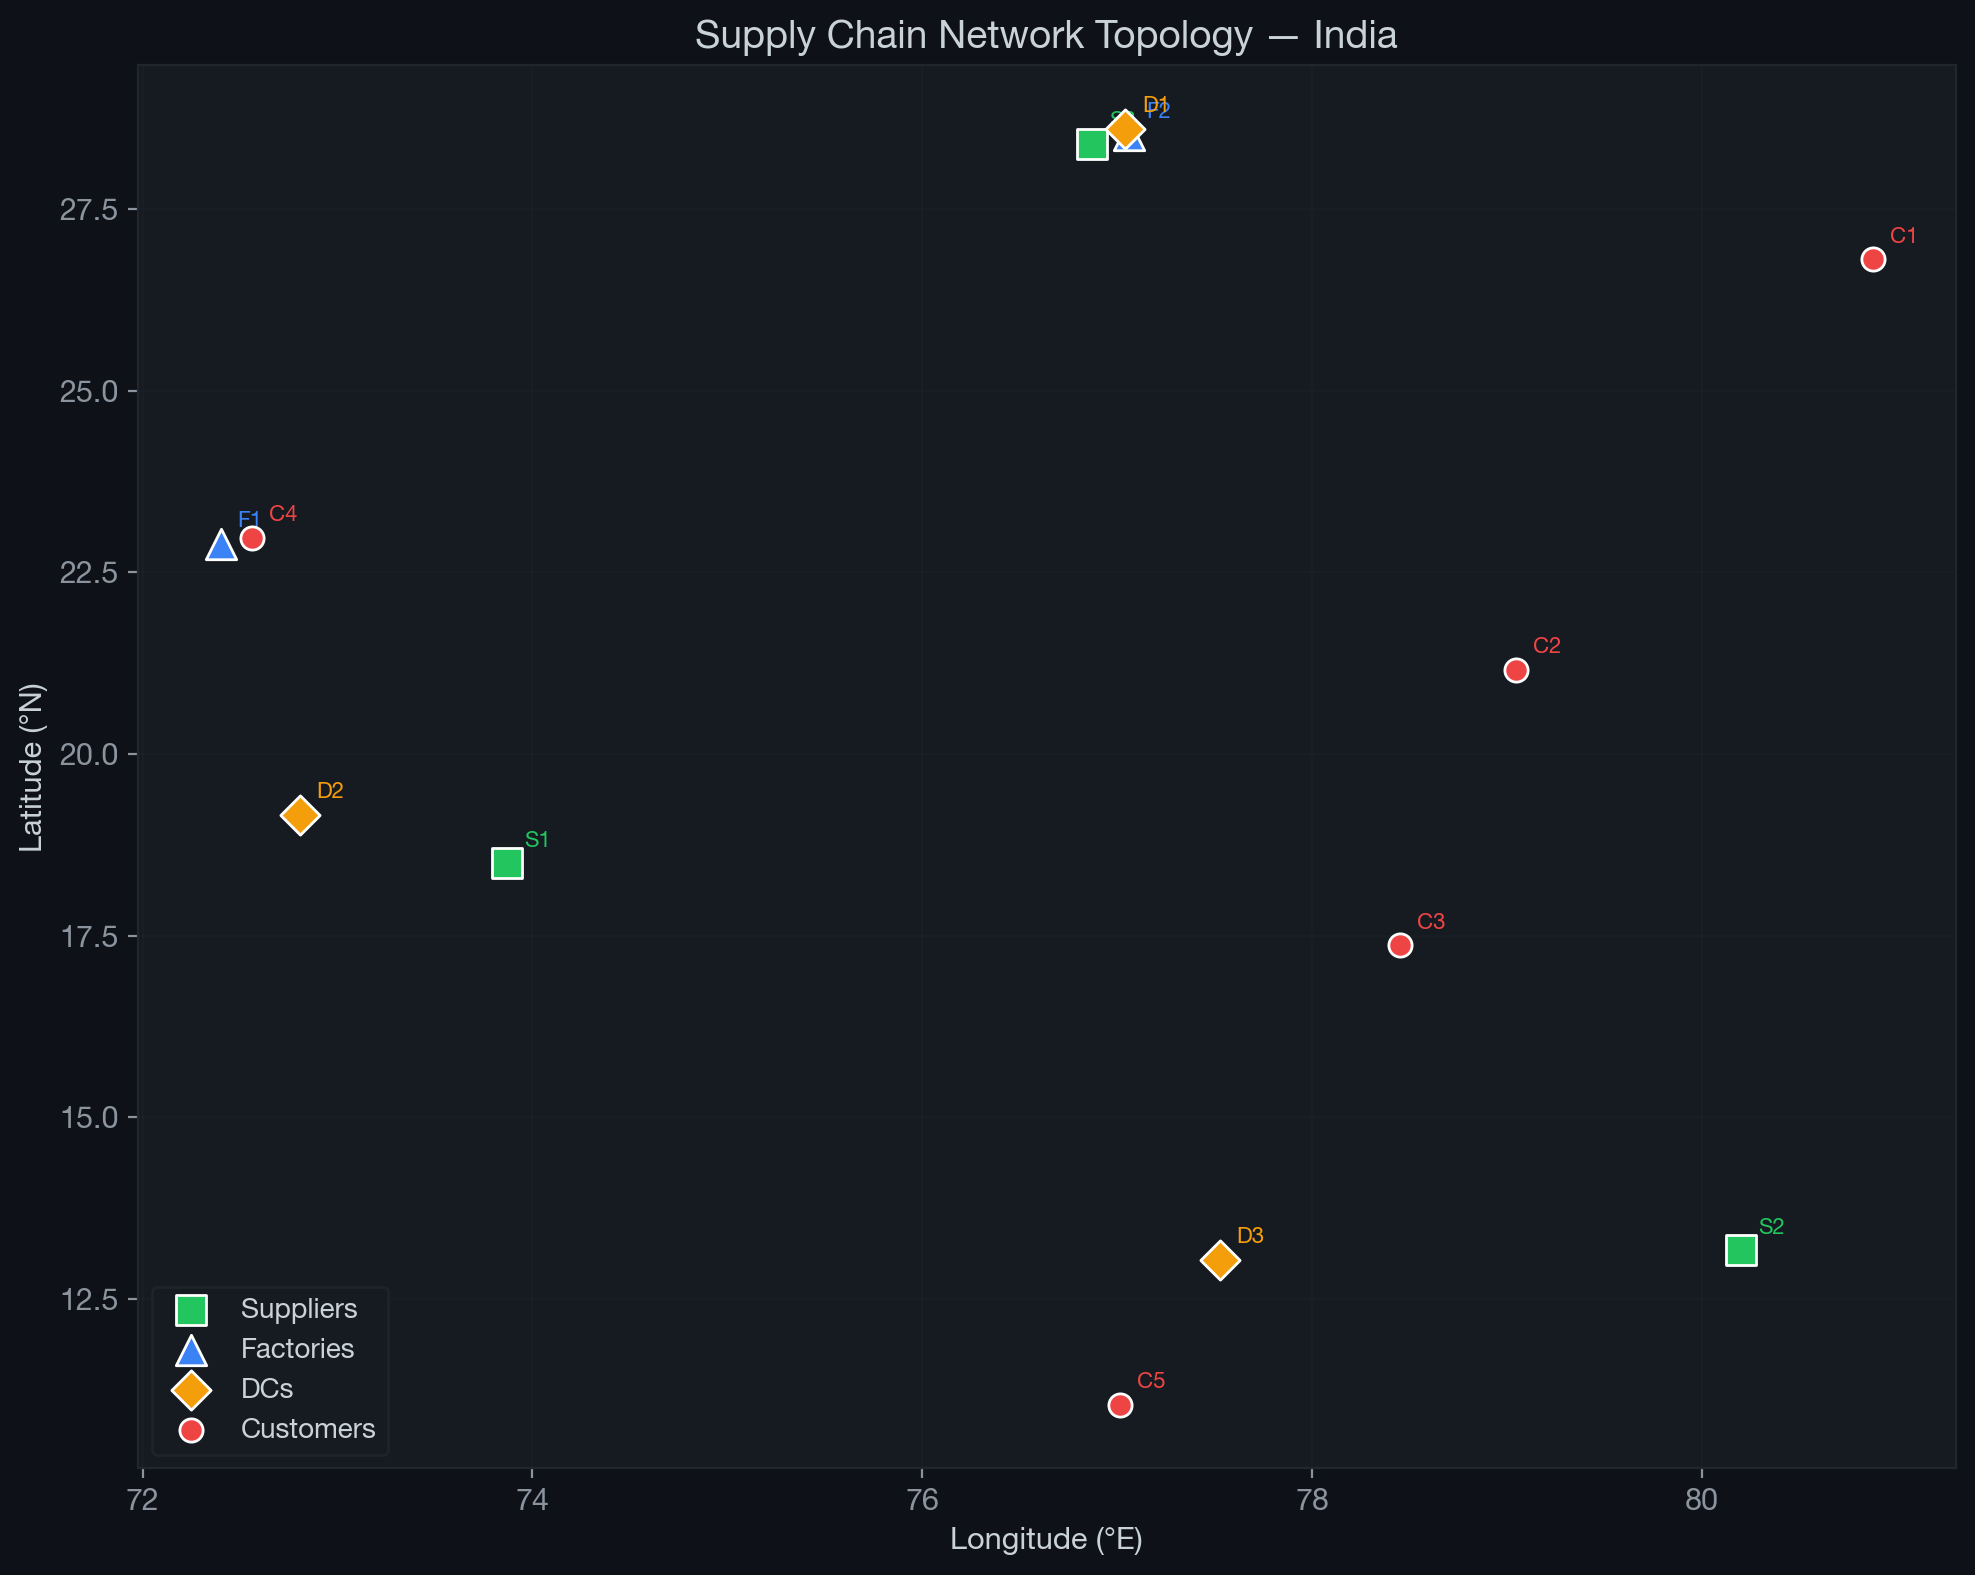 Supply Chain Network Topology — India
D1
F2
C1
27.5
25.0
F1
C4
22.5
C2
20.0
D2
S1
C3
17.5
15.0
S2
D3
12.5
C5
Suppliers
Factories
DCs
Customers
72
74
76
78
80
Longitude (°E)
Latitude (°N)